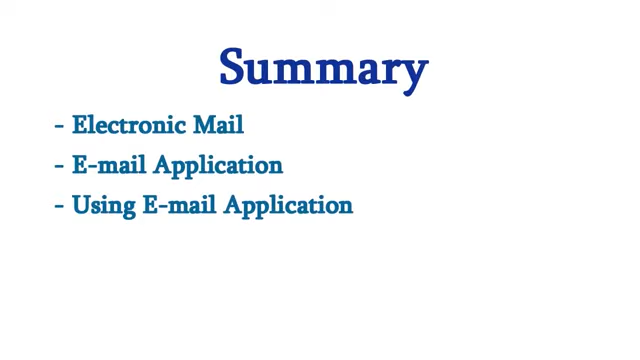 Summary
- Electronic Mail
- E-mail Application
- Using E-mail Application